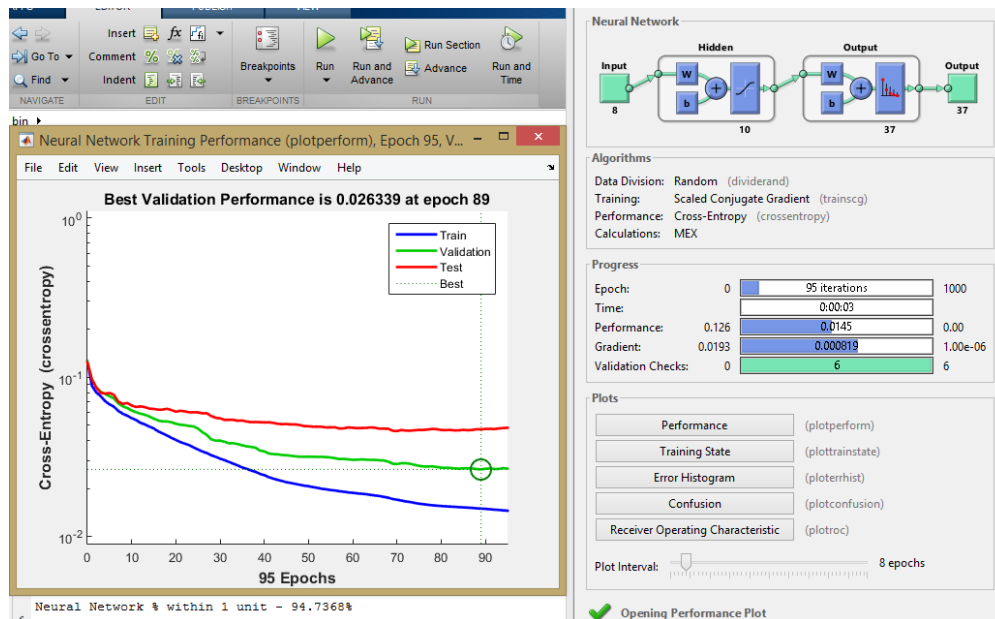 EDITOR
PUBLISH
VIEW
Insert fx
Go To
Comment
Find
Indent
Breakpoints
Run
Run and Advance
Run Section
Advance
Run and Time
NAVIGATE
EDIT
BREAKPOINTS
RUN
bin
Neural Network Training Performance (plotperform), Epoch 95, V...
File Edit View Insert Tools Desktop Window Help
Best Validation Performance is 0.026339 at epoch 89
10^0
10^-1
10^-2
Cross-Entropy (crossentropy)
Train
Validation
Test
Best
0 10 20 30 40 50 60 70 80 90
95 Epochs
Neural Network % within 1 unit - 94.7368%
Neural Network
Hidden
Output
Input
Output
W
b
+
W
b
+
8
10
37
37
Algorithms
Data Division: Random (dividerand)
Training: Scaled Conjugate Gradient (trainscg)
Performance: Cross-Entropy (crossentropy)
Calculations: MEX
Progress
Epoch: 0 95 iterations 1000
Time: 0:00:03
Performance: 0.126 0.0145 0.00
Gradient: 0.0193 0.000819 1.00e-06
Validation Checks: 0 6 6
Plots
Performance (plotperform)
Training State (plottrainstate)
Error Histogram (ploterrhist)
Confusion (plotconfusion)
Receiver Operating Characteristic (plotroc)
Plot Interval: 8 epochs
Opening Performance Plot